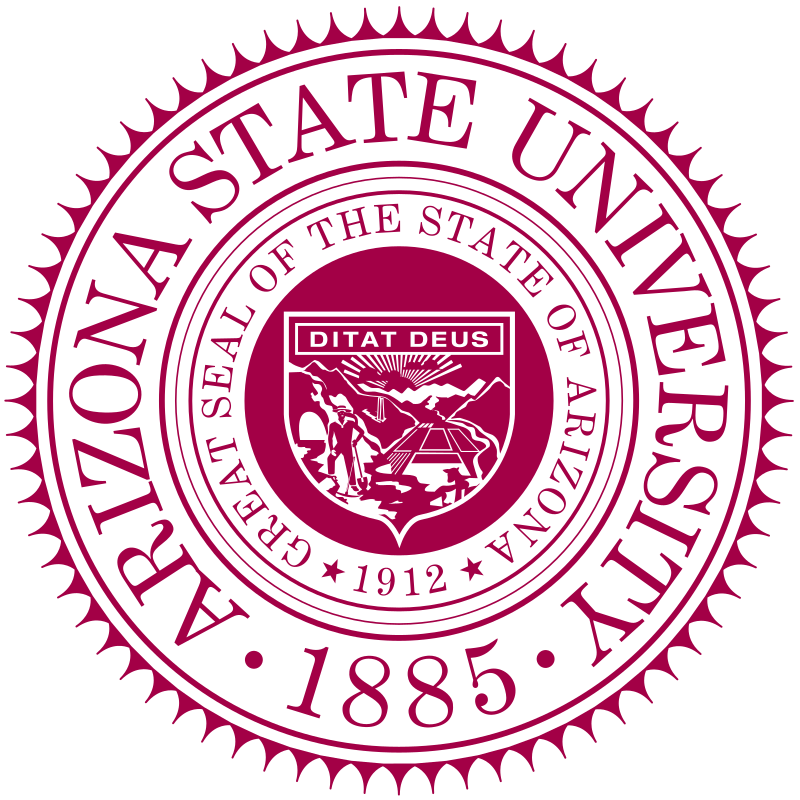 ARIZONA STATE UNIVERSITY
· 1885 ·
GREAT SEAL OF THE STATE OF ARIZONA
★ 1912 ★
DITAT DEUS